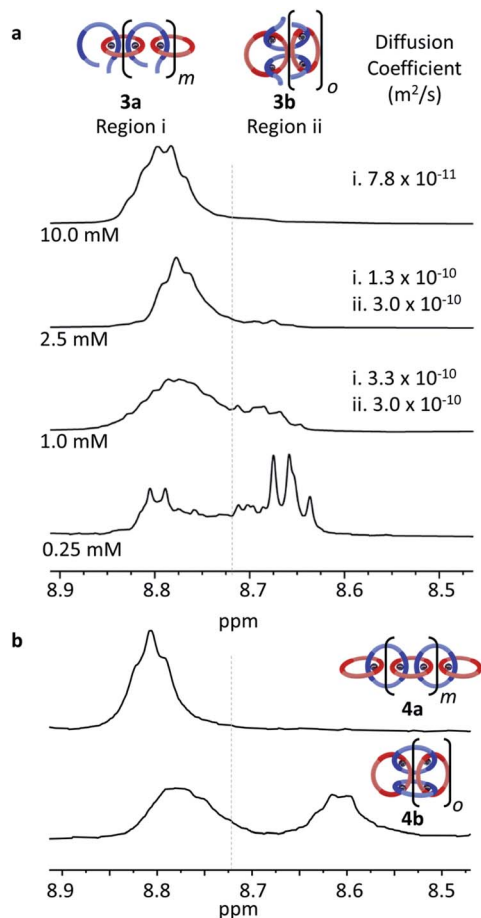 a
m
o
3a
3b
Region i
Region ii
Diffusion
Coefficient
(m²/s)
10.0 mM
i. 7.8 x 10⁻¹¹
2.5 mM
i. 1.3 x 10⁻¹⁰
ii. 3.0 x 10⁻¹⁰
1.0 mM
i. 3.3 x 10⁻¹⁰
ii. 3.0 x 10⁻¹⁰
0.25 mM
8.9 8.8 8.7 8.6 8.5
ppm
b
m
4a
o
4b
8.9 8.8 8.7 8.6 8.5
ppm